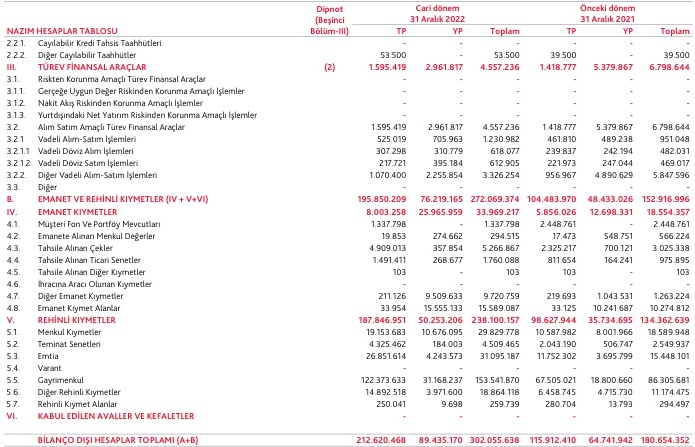 Dipnot Cari dönem Önceki dönem
(Beşinci 31 Aralık 2022 31 Aralık 2021
NAZIM HESAPLAR TABLOSU Bölüm-III) TP YP Toplam TP YP Toplam
2.2.1. Cayılabilir Kredi Tahsis Taahhütleri - - - - - -
2.2.2. Diğer Cayılabilir Taahhütler 53.500 - 53.500 39.500 - 39.500
III. TÜREV FİNANSAL ARAÇLAR (2) 1.595.419 2.961.817 4.557.236 1.418.777 5.379.867 6.798.644
3.1. Riskten Korunma Amaçlı Türev Finansal Araçlar - - - - - -
3.1.1. Gerçeğe Uygun Değer Riskinden Korunma Amaçlı İşlemler - - - - - -
3.1.2. Nakit Akış Riskinden Korunma Amaçlı İşlemler - - - - - -
3.1.3. Yurtdışındaki Net Yatırım Riskinden Korunma Amaçlı İşlemler - - - - - -
3.2. Alım Satım Amaçlı Türev Finansal Araçlar 1.595.419 2.961.817 4.557.236 1.418.777 5.379.867 6.798.644
3.2.1 Vadeli Alım-Satım İşlemleri 525.019 705.963 1.230.982 461.810 489.238 951.048
3.2.1.1 Vadeli Döviz Alım İşlemleri 307.298 310.779 618.077 239.837 242.194 482.031
3.2.1.2 Vadeli Döviz Satım İşlemleri 217.721 395.184 612.905 221.973 247.044 469.017
3.2.2. Diğer Vadeli Alım-Satım İşlemleri 1.070.400 2.255.854 3.326.254 956.967 4.890.629 5.847.596
3.3. Diğer - - - - - -
B. EMANET VE REHİNLİ KIYMETLER (IV + V+VI) 195.850.209 76.219.165 272.069.374 104.483.970 48.433.026 152.916.996
IV. EMANET KIYMETLER 8.003.258 25.965.959 33.969.217 5.856.026 12.698.331 18.554.357
4.1. Müşteri Fon Ve Portföy Mevcutları 1.337.798 - 1.337.798 2.448.761 - 2.448.761
4.2. Emanete Alınan Menkul Değerler 19.853 274.662 294.515 17.473 548.751 566.224
4.3. Tahsile Alınan Çekler 4.909.013 357.854 5.266.867 2.325.217 700.121 3.025.338
4.4. Tahsile Alınan Ticari Senetler 1.491.411 268.677 1.760.088 811.654 164.241 975.895
4.5. Tahsile Alınan Diğer Kıymetler 103 - 103 103 - 103
4.6. İhracına Aracı Olunan Kıymetler - - - - - -
4.7. Diğer Emanet Kıymetler 211.126 9.509.633 9.720.759 219.693 1.043.531 1.263.224
4.8. Emanet Kıymet Alanlar 33.954 15.555.133 15.589.087 33.125 10.241.687 10.274.812
V. REHİNLİ KIYMETLER 187.846.951 50.253.206 238.100.157 98.627.944 35.734.695 134.362.639
5.1. Menkul Kıymetler 19.153.683 10.676.095 29.829.778 10.587.982 8.001.966 18.589.948
5.2. Teminat Senetleri 4.325.462 184.003 4.509.465 2.043.190 506.747 2.549.937
5.3. Emtia 26.851.614 4.243.573 31.095.187 11.752.302 3.695.799 15.448.101
5.4. Varant - - - - - -
5.5. Gayrimenkul 122.373.633 31.168.237 153.541.870 67.505.021 18.800.660 86.305.681
5.6. Diğer Rehinli Kıymetler 14.892.518 3.971.600 18.864.118 6.458.745 4.715.730 11.174.475
5.7. Rehinli Kıymet Alanlar 250.041 9.698 259.739 280.704 13.793 294.497
VI. KABUL EDİLEN AVALLER VE KEFALETLER - - - - - -
BİLANÇO DIŞI HESAPLAR TOPLAMI (A+B) 212.620.468 89.435.170 302.055.638 115.912.410 64.741.942 180.654.352